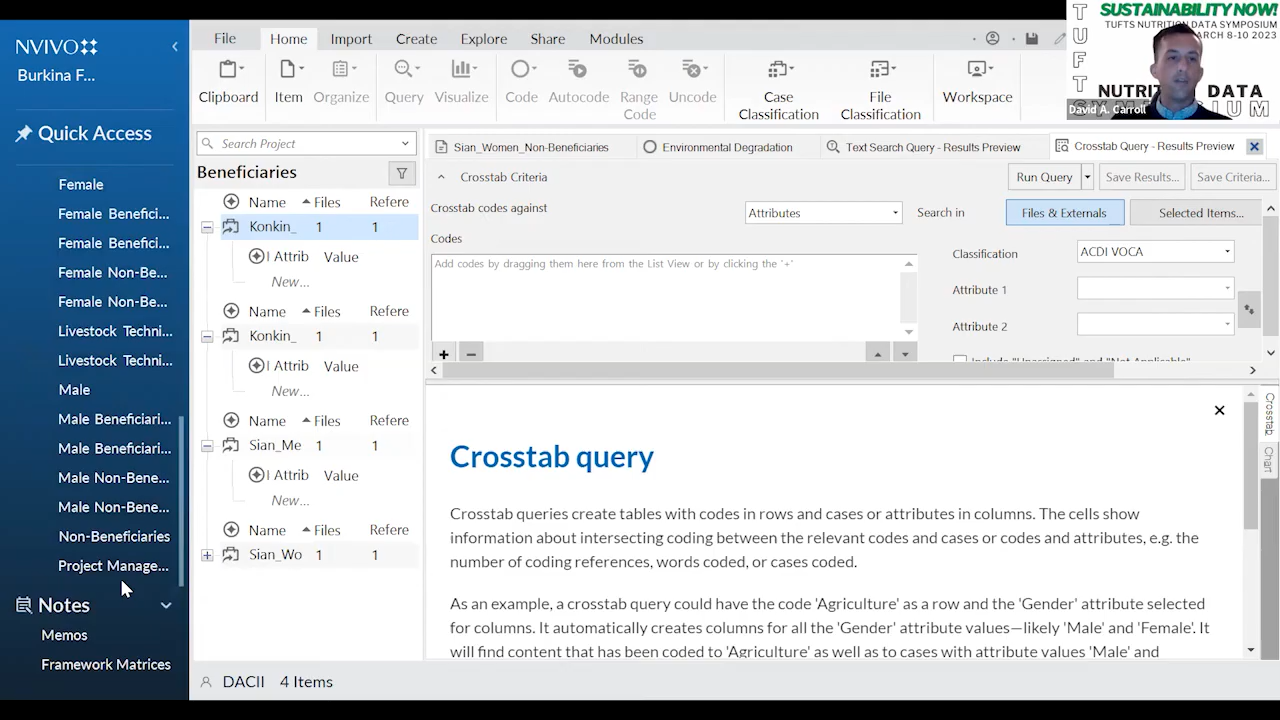 NVIVO
Burkina F...
Quick Access
Female
Female Benefici...
Female Benefici...
Female Non-Be...
Female Non-Be...
Livestock Techni...
Livestock Techni...
Male
Male Beneficiari...
Male Beneficiari...
Male Non-Bene...
Male Non-Bene...
Non-Beneficiaries
Project Manage...
Notes
Memos
Framework Matrices
File Home Import Create Explore Share Modules
Clipboard Item Organize Query Visualize Code Autocode Range Code Uncode Case Classification File Classification Workspace
Search Project
Beneficiaries
Name Files Refere
Konkin_ 1 1
Attrib Value
New...
Name Files Refere
Konkin_ 1 1
Attrib Value
New...
Name Files Refere
Sian_Me 1 1
Attrib Value
New...
Name Files Refere
Sian_Wo 1 1
Sian_Women_Non-Beneficiaries Environmental Degradation Text Search Query - Results Preview Crosstab Query - Results Preview
Crosstab Criteria Run Query Save Results... Save Criteria...
Crosstab codes against Attributes Search in Files & Externals Selected Items...
Codes
Add codes by dragging them here from the List View or by clicking the '+'
Classification ACDI VOCA
Attribute 1
Attribute 2
Include "Unassigned" and "Not Applicable"
Crosstab
Chart
Crosstab query
Crosstab queries create tables with codes in rows and cases or attributes in columns. The cells show
information about intersecting coding between the relevant codes and cases or codes and attributes, e.g. the
number of coding references, words coded, or cases coded.
As an example, a crosstab query could have the code 'Agriculture' as a row and the 'Gender' attribute selected
for columns. It automatically creates columns for all the 'Gender' attribute values—likely 'Male' and 'Female'. It
will find content that has been coded to 'Agriculture' as well as to cases with attribute values 'Male' and
DACII 4 Items
SUSTAINABILITY NOW!
TUFTS NUTRITION DATA SYMPOSIUM
MARCH 8-10 2023
David A. Carroll